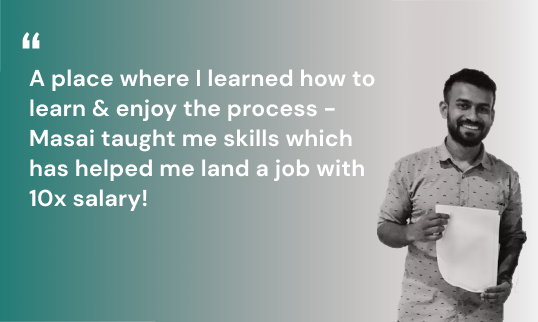 “
A place where I learned how to
learn & enjoy the process -
Masai taught me skills which
has helped me land a job with
10x salary!